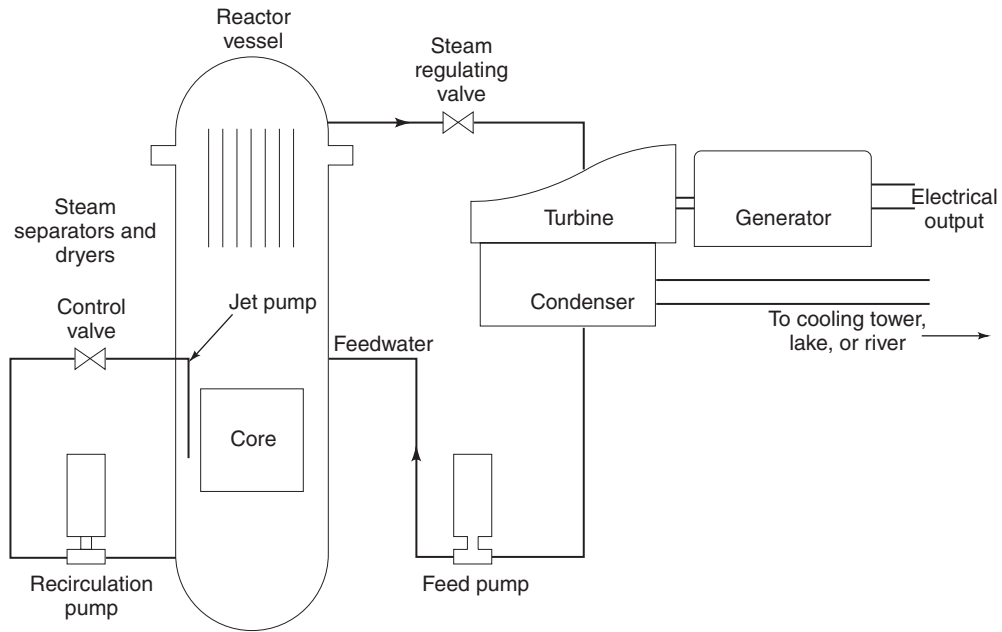 Reactor
vessel
Steam
regulating
valve
Steam
separators and
dryers
Turbine
Generator
Electrical
output
Control
valve
Jet pump
Feedwater
Condenser
To cooling tower,
lake, or river
Core
Recirculation
pump
Feed pump